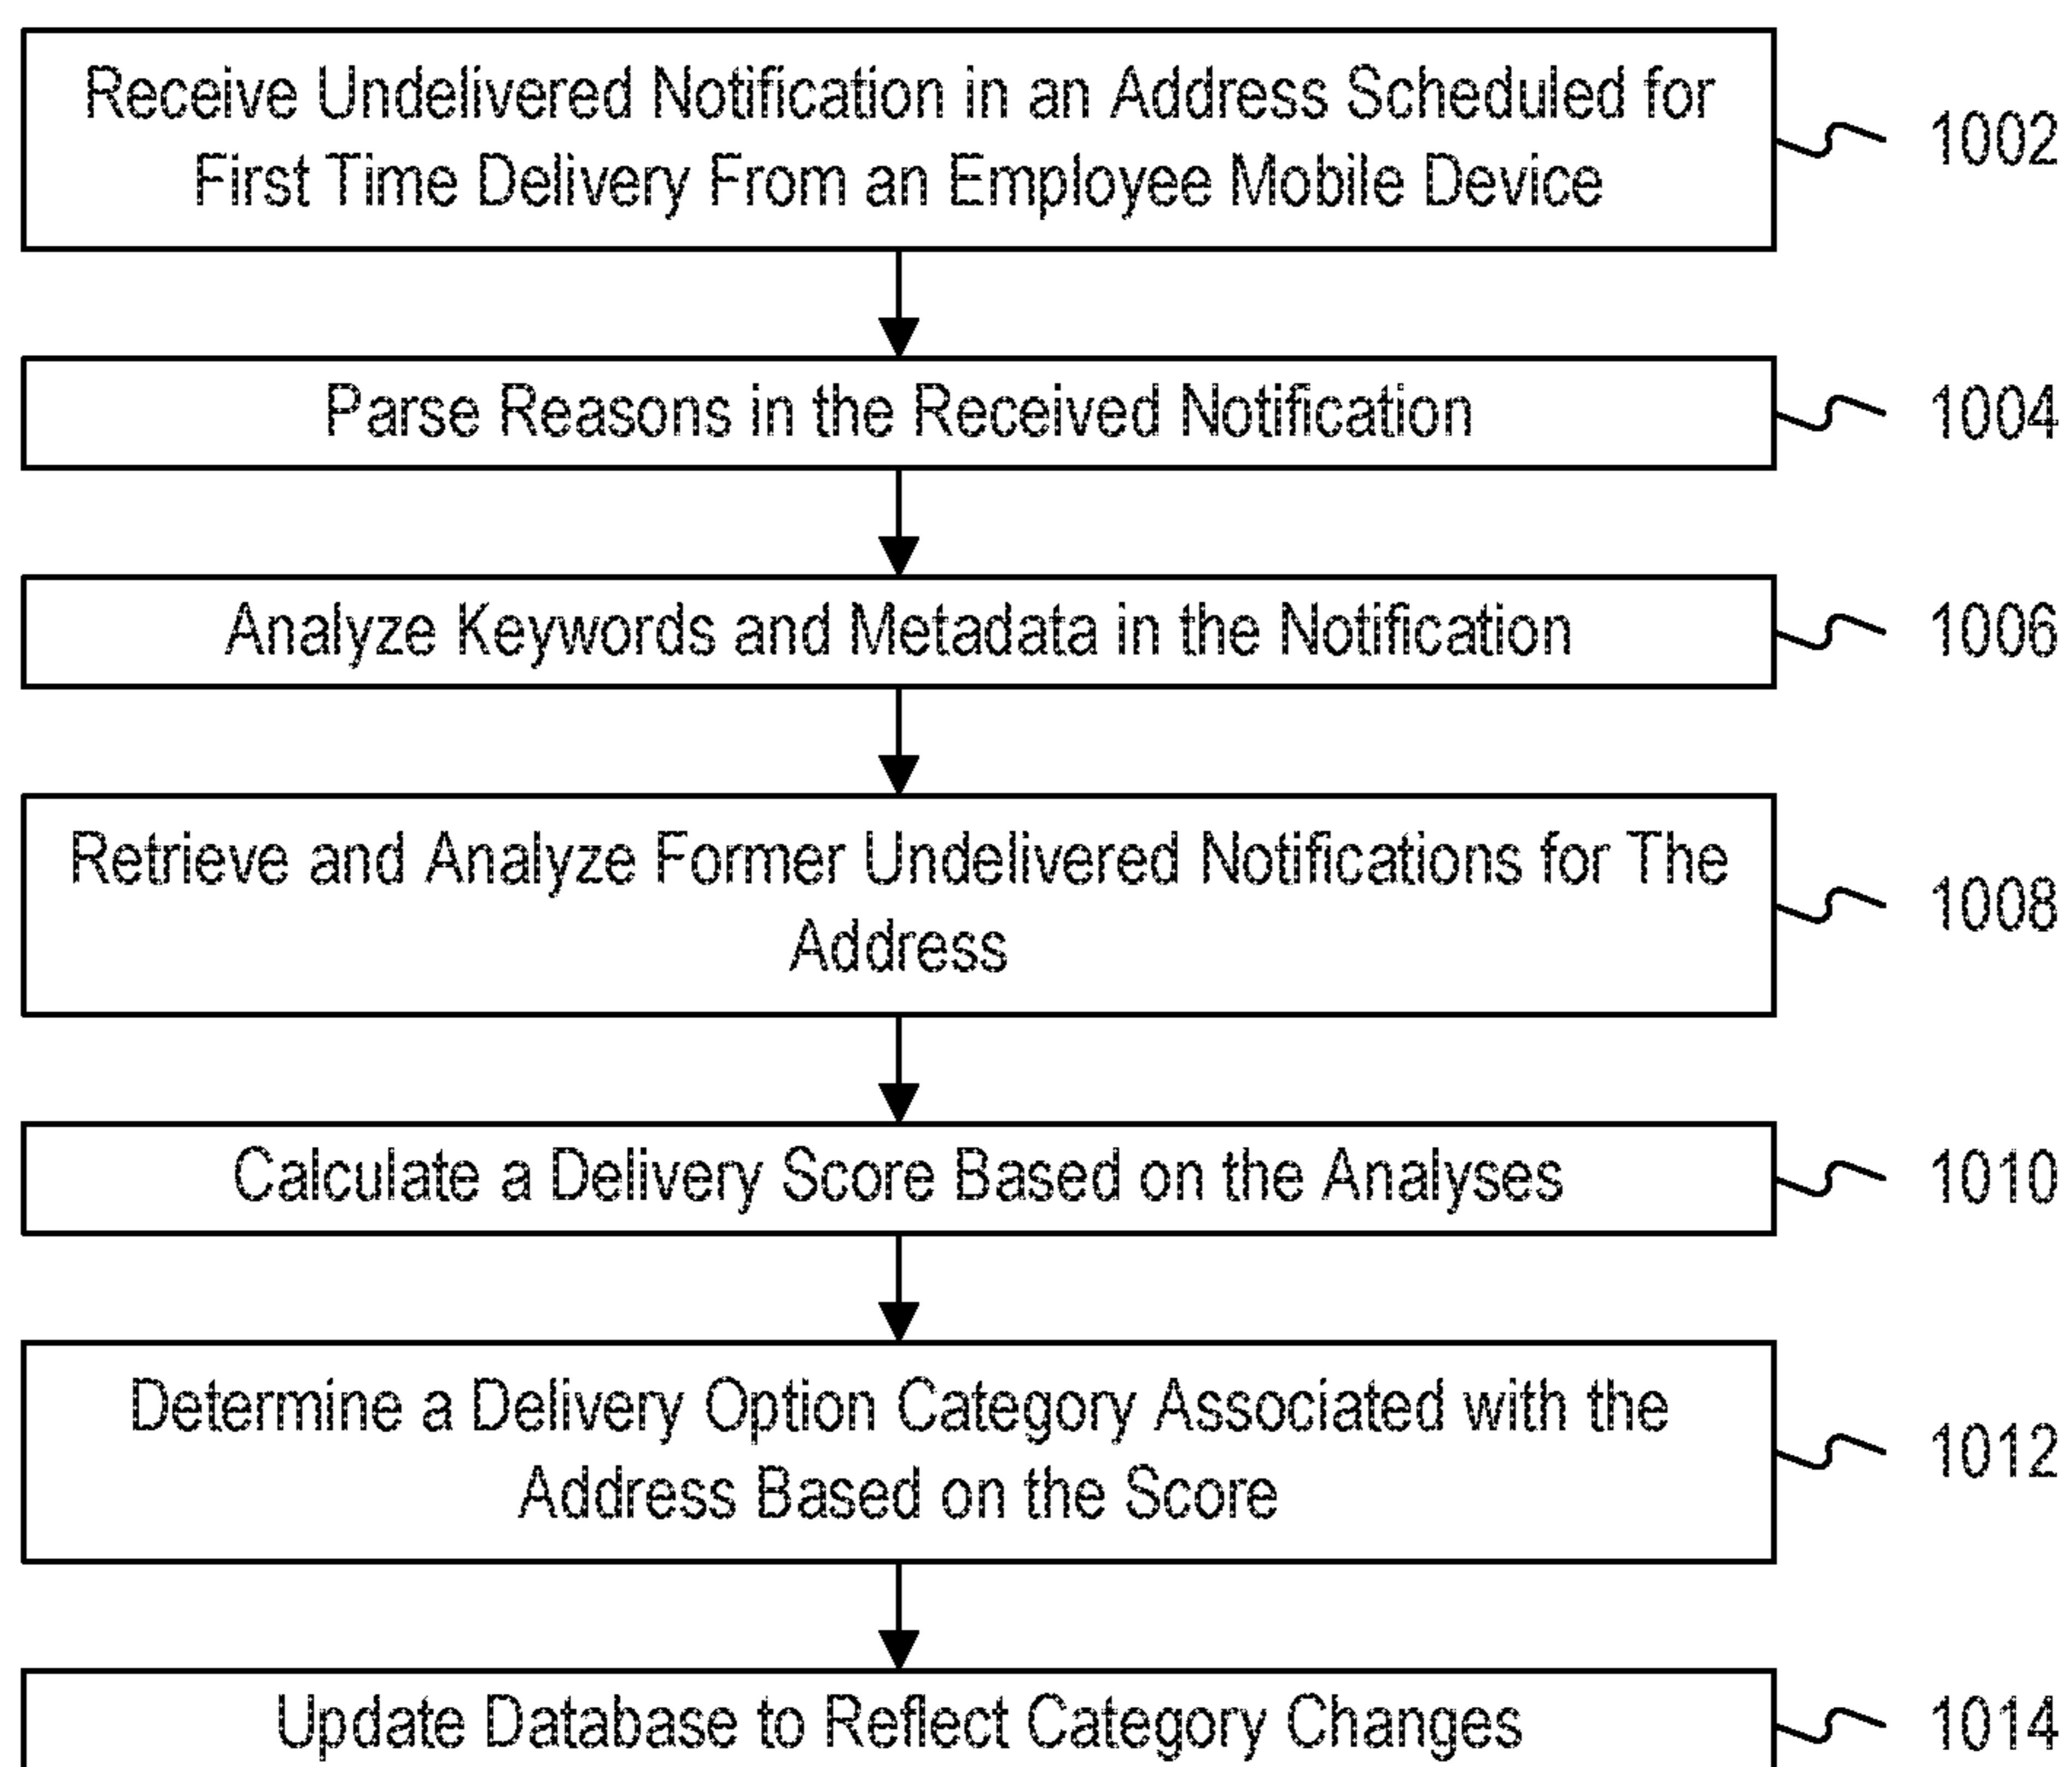 Receive Undelivered Notification in an Address Scheduled for
First Time Delivery From an Employee Mobile Device
1002
Parse Reasons in the Received Notification
1004
Analyze Keywords and Metadata in the Notification
1006
Retrieve and Analyze Former Undelivered Notifications for The
Address
1008
Calculate a Delivery Score Based on the Analyses
1010
Determine a Delivery Option Category Associated with the
Address Based on the Score
1012
Update Database to Reflect Category Changes
1014